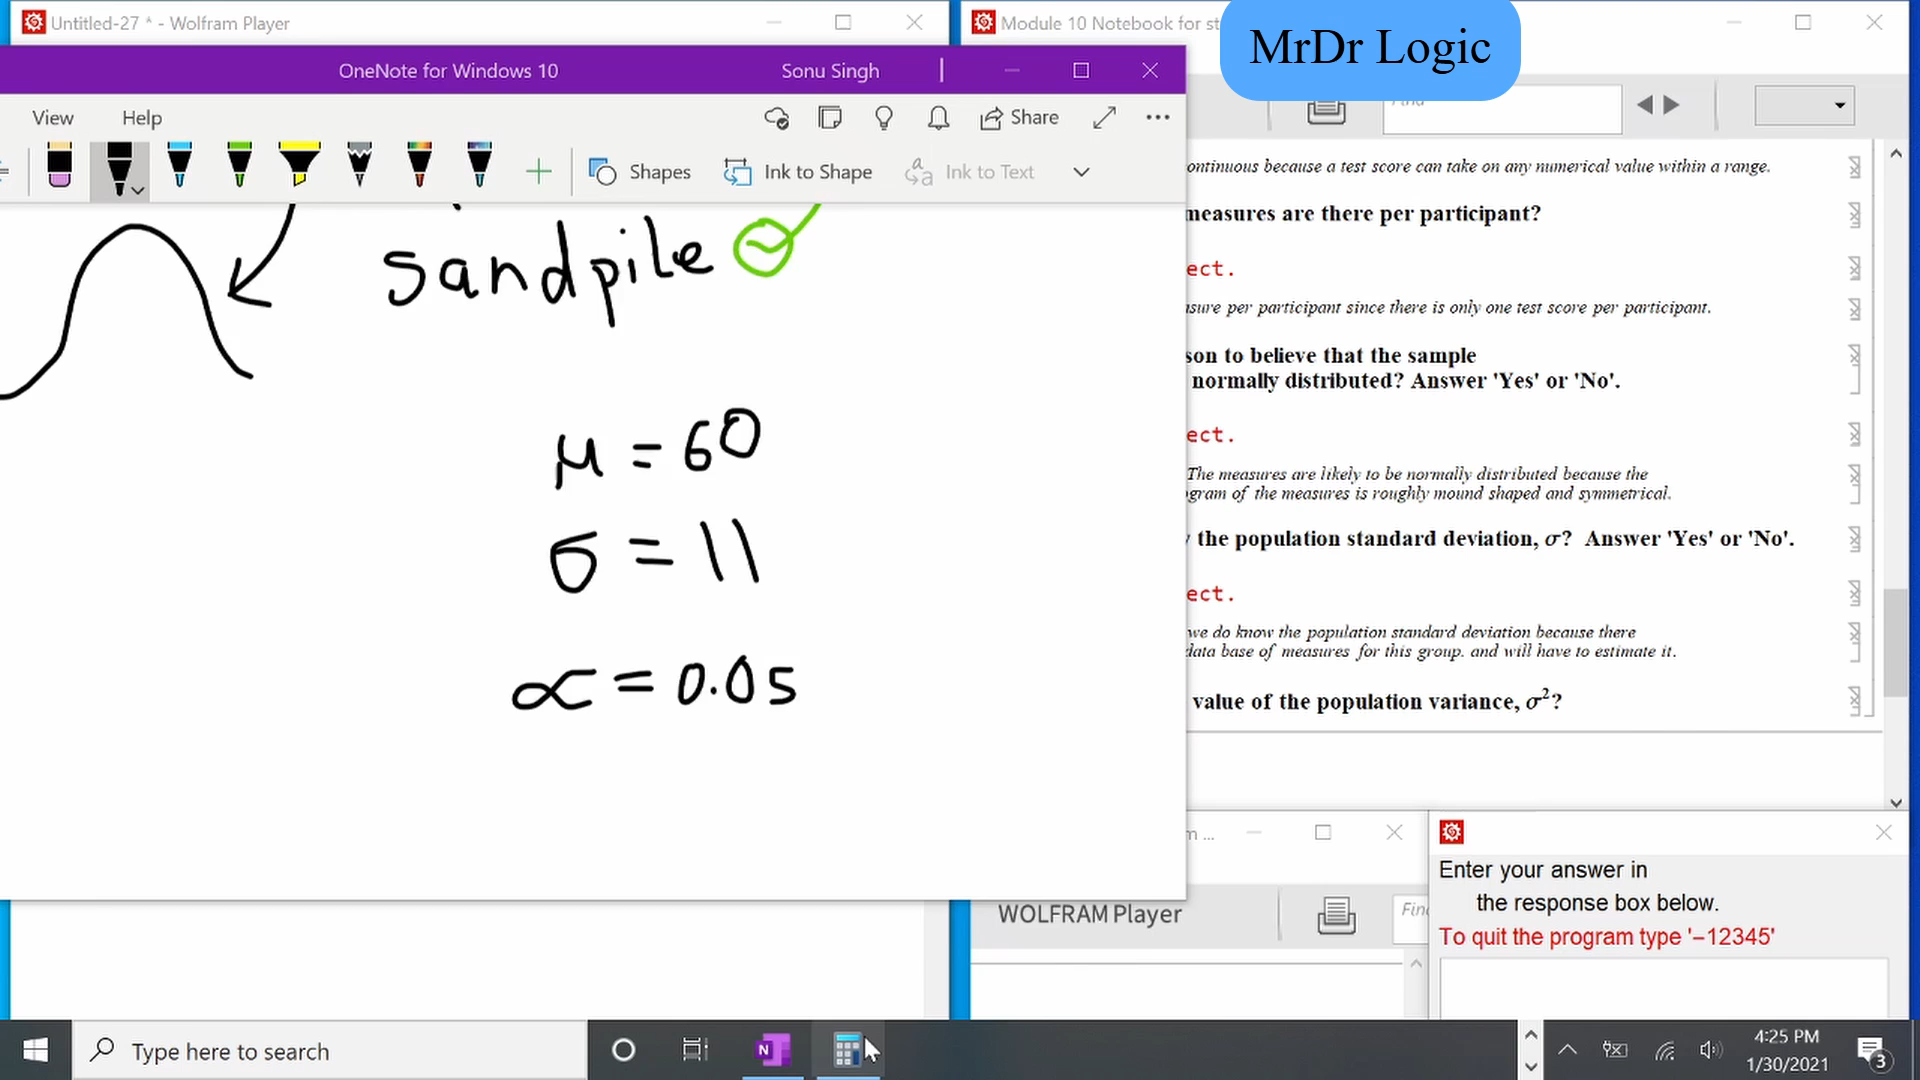 Untitled-27 * - Wolfram Player
Module 10 Notebook for st
MrDr Logic
OneNote for Windows 10
Sonu Singh
View
Help
Share
Shapes
Ink to Shape
Ink to Text
sandpile
μ = 60
σ = 11
α = 0.05
Find
ontinuous because a test score can take on any numerical value within a range.
measures are there per participant?
ect.
sure per participant since there is only one test score per participant.
son to believe that the sample
normally distributed? Answer 'Yes' or 'No'.
ect.
The measures are likely to be normally distributed because the
gram of the measures is roughly mound shaped and symmetrical.
the population standard deviation, σ? Answer 'Yes' or 'No'.
ect.
we do know the population standard deviation because there
data base of measures for this group. and will have to estimate it.
value of the population variance, σ²?
m ...
WOLFRAM Player
Find
Enter your answer in
the response box below.
To quit the program type '–12345'
Type here to search
N
4:25 PM
1/30/2021
3